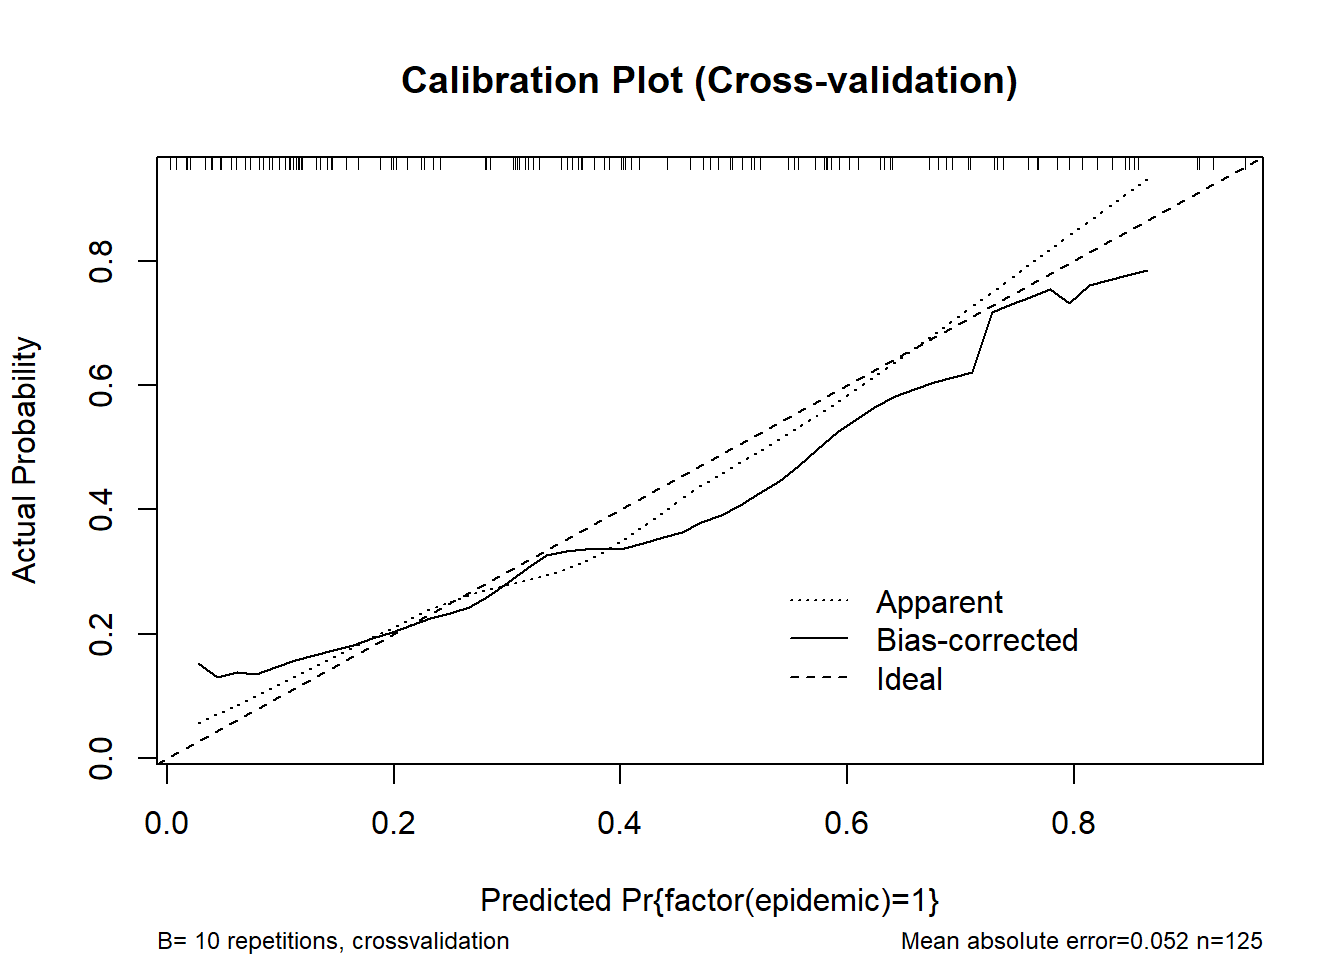 Calibration Plot (Cross-validation)
Actual Probability
0.8
0.6
0.4
0.2
0.0
Apparent
Bias-corrected
Ideal
0.0 0.2 0.4 0.6 0.8
Predicted Pr{factor(epidemic)=1}
B= 10 repetitions, crossvalidation
Mean absolute error=0.052 n=125